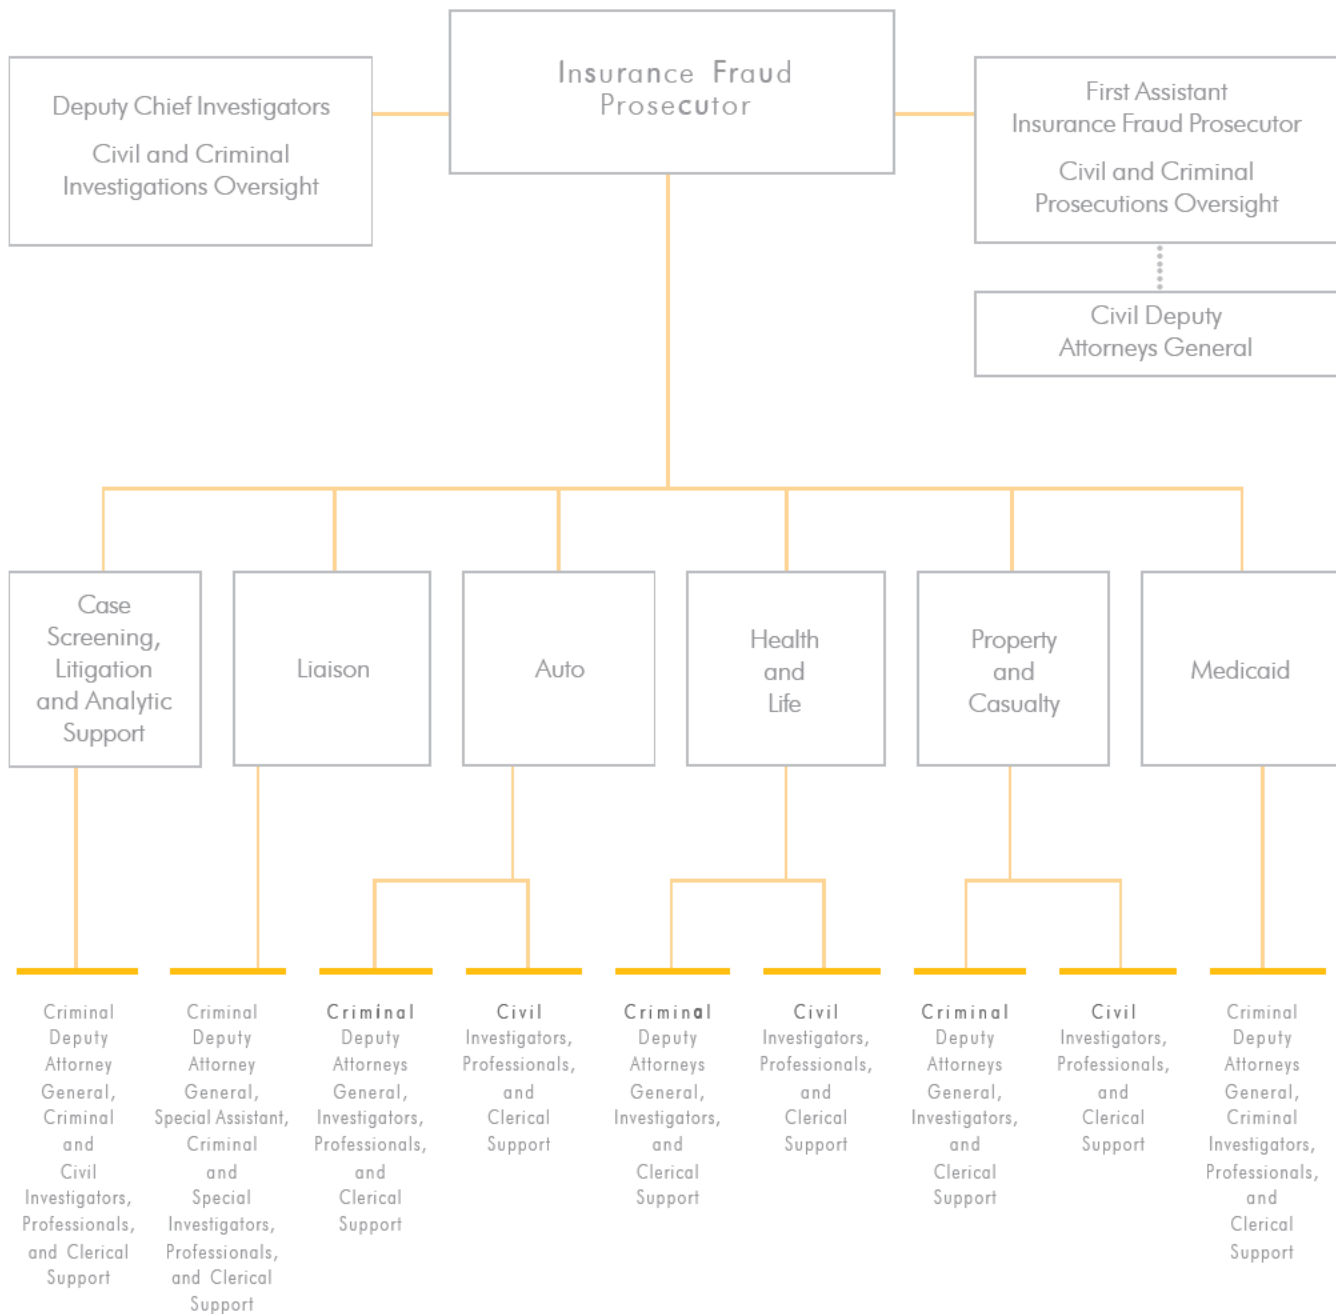 Insurance Fraud
Prosecutor
Deputy Chief Investigators
Civil and Criminal
Investigations Oversight
First Assistant
Insurance Fraud Prosecutor
Civil and Criminal
Prosecutions Oversight
Civil Deputy
Attorneys General
Case
Screening,
Litigation
and Analytic
Support
Liaison
Auto
Health
and
Life
Property
and
Casualty
Medicaid
Criminal
Deputy
Attorney
General,
Criminal
and
Civil
Investigators,
Professionals,
and Clerical
Support
Criminal
Deputy
Attorney
General,
Special Assistant,
Criminal
and
Special
Investigators,
Professionals,
and Clerical
Support
Criminal
Deputy
Attorneys
General,
Investigators,
Professionals,
and
Clerical
Support
Civil
Investigators,
Professionals,
and
Clerical
Support
Criminal
Deputy
Attorneys
General,
Investigators,
and
Clerical
Support
Civil
Investigators,
Professionals,
and
Clerical
Support
Criminal
Deputy
Attorneys
General,
Investigators,
and
Clerical
Support
Civil
Investigators,
Professionals,
and
Clerical
Support
Criminal
Deputy
Attorneys
General,
Criminal
Investigators,
Professionals,
and
Clerical
Support